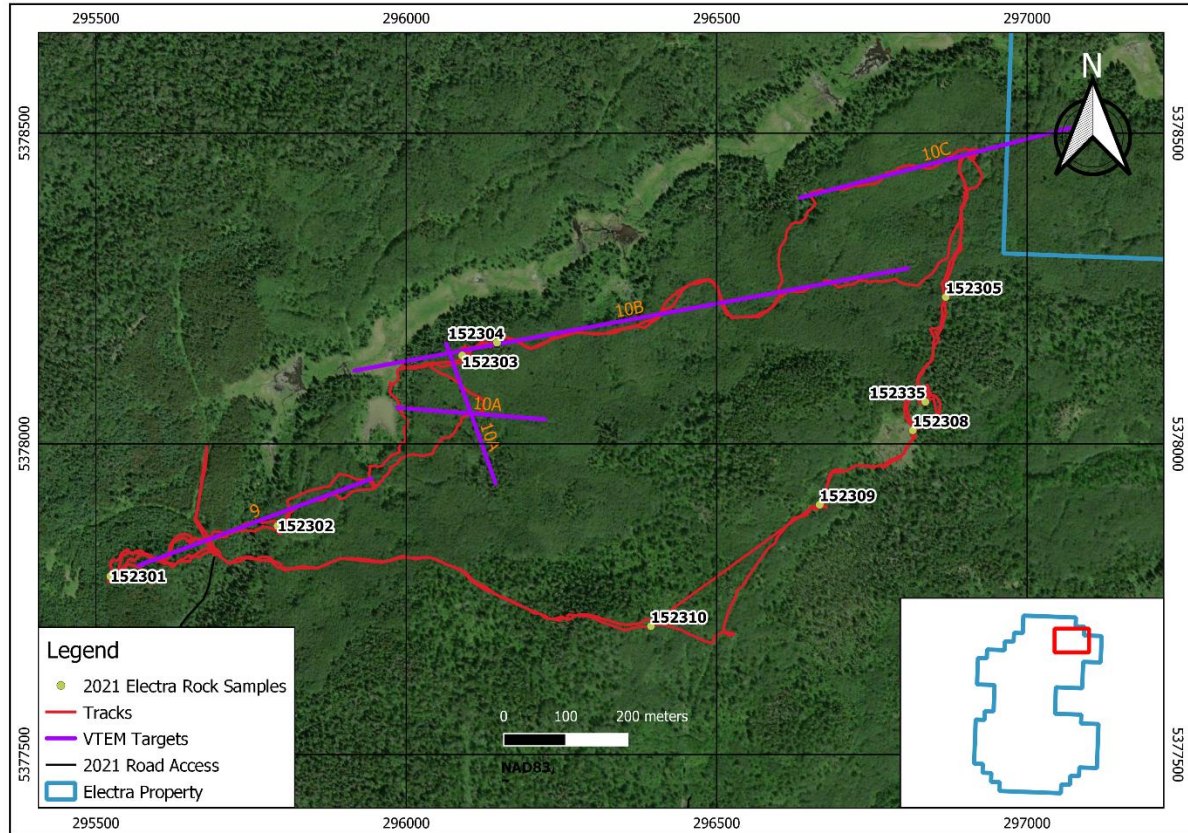 295500 296000 296500 297000
N
5378500 5378500
10C
152305
10B
152304
152303
152335
10A
10A
152308
5378000 5378000
152309
9
152302
152301
152310
Legend
2021 Electra Rock Samples
Tracks
VTEM Targets
2021 Road Access
Electra Property
0 100 200 meters
NAD83,
5377500 5377500
295500 296000 296500 297000